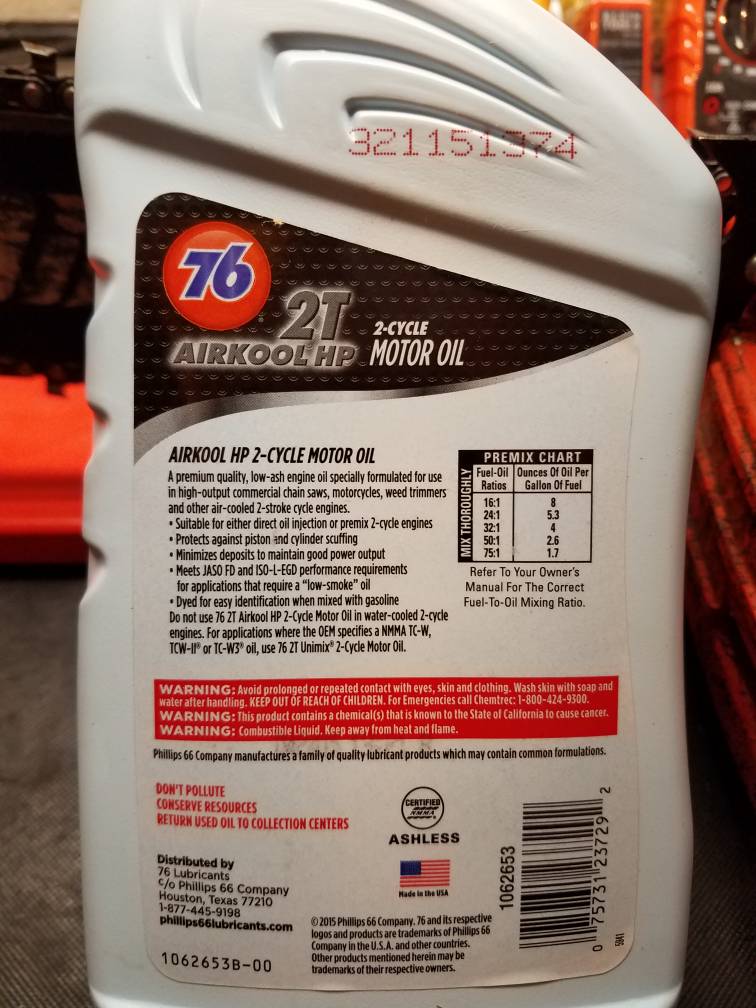 321151374
76
2T
AIRKOOL HP
2-CYCLE
MOTOR OIL
AIRKOOL HP 2-CYCLE MOTOR OIL
A premium quality, low-ash engine oil specially formulated for use
in high-output commercial chain saws, motorcycles, weed trimmers
and other air-cooled 2-stroke cycle engines.
• Suitable for either direct oil injection or premix 2-cycle engines
• Protects against piston and cylinder scuffing
• Minimizes deposits to maintain good power output
• Meets JASO FD and ISO-L-EGD performance requirements
for applications that require a “low-smoke” oil
• Dyed for easy identification when mixed with gasoline
Do not use 76 2T Airkool HP 2-Cycle Motor Oil in water-cooled 2-cycle
engines. For applications where the OEM specifies a NMMA TC-W,
TCW-II® or TC-W3® oil, use 76 2T Unimix® 2-Cycle Motor Oil.
MIX THOROUGHLY
PREMIX CHART
Fuel-Oil Ratios Ounces Of Oil Per Gallon Of Fuel
16:1 8
24:1 5.3
32:1 4
50:1 2.6
75:1 1.7
Refer To Your Owner's
Manual For The Correct
Fuel-To-Oil Mixing Ratio.
WARNING: Avoid prolonged or repeated contact with eyes, skin and clothing. Wash skin with soap and
water after handling. KEEP OUT OF REACH OF CHILDREN. For Emergencies call Chemtrec: 1-800-424-9300.
WARNING: This product contains a chemical(s) that is known to the State of California to cause cancer.
WARNING: Combustible Liquid. Keep away from heat and flame.
Phillips 66 Company manufactures a family of quality lubricant products which may contain common formulations.
DON'T POLLUTE
CONSERVE RESOURCES
RETURN USED OIL TO COLLECTION CENTERS
CERTIFIED
NMMA
ASHLESS
Made in the USA
Distributed by
76 Lubricants
c/o Phillips 66 Company
Houston, Texas 77210
1-877-445-9198
phillips66lubricants.com
1062653B-00
©2015 Phillips 66 Company. 76 and its respective
logos and products are trademarks of Phillips 66
Company in the U.S.A. and other countries.
Other products mentioned herein may be
trademarks of their respective owners.
1062653
0 75731 23729 2